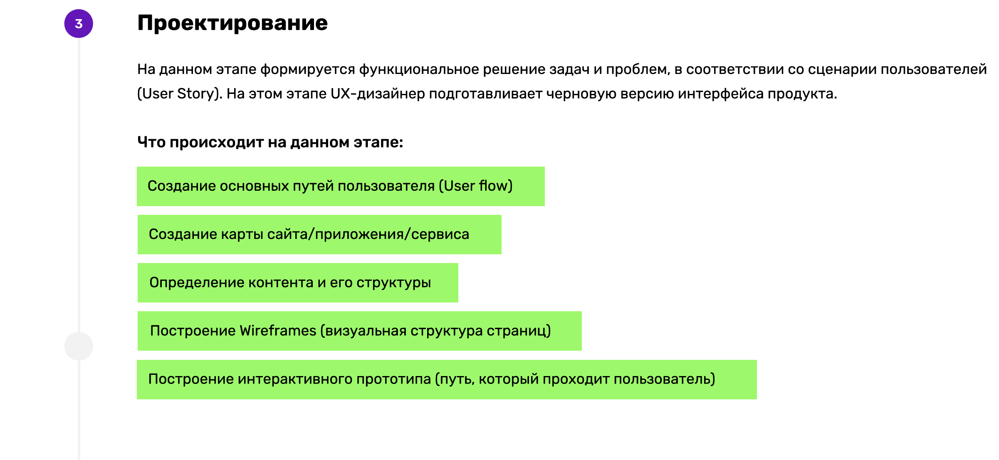 3
Проектирование
На данном этапе формируется функциональное решение задач и проблем, в соответствии со сценарии пользователей
(User Story). На этом этапе UX-дизайнер подготавливает черновую версию интерфейса продукта.
Что происходит на данном этапе:
Создание основных путей пользователя (User flow)
Создание карты сайта/приложения/сервиса
Определение контента и его структуры
Построение Wireframes (визуальная структура страниц)
Построение интерактивного прототипа (путь, который проходит пользователь)